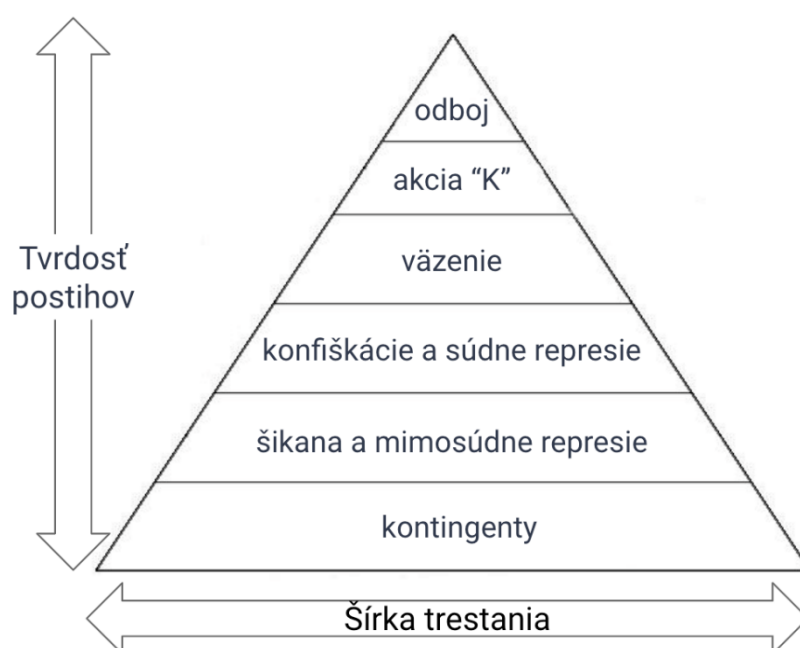 odboj
akcia “K”
väzenie
Tvrdosť
postihov
konfiškácie a súdne represie
šikana a mimosúdne represie
kontingenty
Šírka trestania